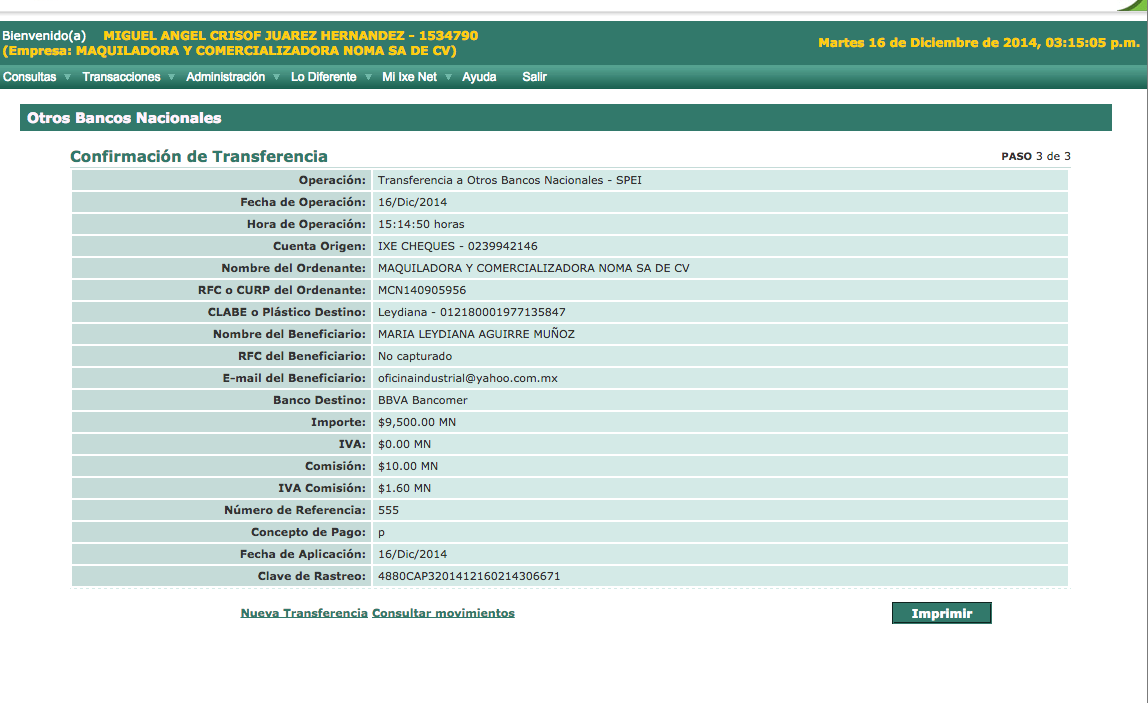 Bienvenido(a) MIGUEL ANGEL CRISOF JUAREZ HERNANDEZ - 1534790
(Empresa: MAQUILADORA Y COMERCIALIZADORA NOMA SA DE CV)
Martes 16 de Diciembre de 2014, 03:15:05 p.m.
Consultas Transacciones Administración Lo Diferente Mi Ixe Net Ayuda Salir
Otros Bancos Nacionales
Confirmación de Transferencia PASO 3 de 3
Operación: Transferencia a Otros Bancos Nacionales - SPEI
Fecha de Operación: 16/Dic/2014
Hora de Operación: 15:14:50 horas
Cuenta Origen: IXE CHEQUES - 0239942146
Nombre del Ordenante: MAQUILADORA Y COMERCIALIZADORA NOMA SA DE CV
RFC o CURP del Ordenante: MCN140905956
CLABE o Plástico Destino: Leydiana - 012180001977135847
Nombre del Beneficiario: MARIA LEYDIANA AGUIRRE MUÑOZ
RFC del Beneficiario: No capturado
E-mail del Beneficiario: oficinaindustrial@yahoo.com.mx
Banco Destino: BBVA Bancomer
Importe: $9,500.00 MN
IVA: $0.00 MN
Comisión: $10.00 MN
IVA Comisión: $1.60 MN
Número de Referencia: 555
Concepto de Pago: p
Fecha de Aplicación: 16/Dic/2014
Clave de Rastreo: 4880CAP3201412160214306671
Nueva Transferencia Consultar movimientos Imprimir